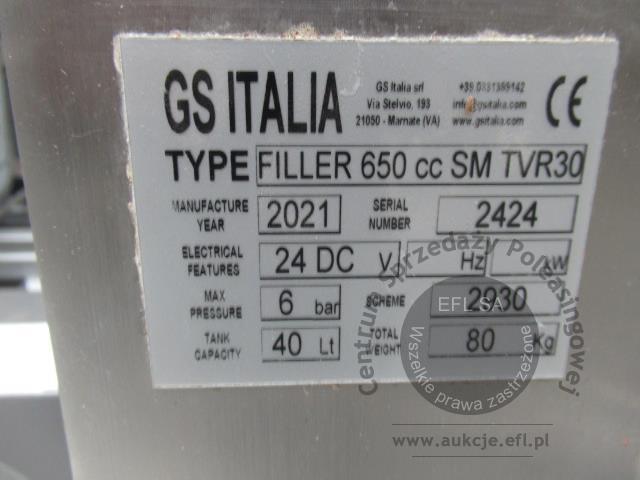 GS ITALIA
GS Italia srl
Via Stelvio, 193
21050 - Marnate (VA)
+39.0331389142
info@gsitalia.com
www.gsitalia.com
CE
TYPE FILLER 650 cc SM TVR30
MANUFACTURE YEAR 2021 SERIAL NUMBER 2424
ELECTRICAL FEATURES 24 DC V Hz kW
MAX PRESSURE 6 bar SCHEME 2930
TANK CAPACITY 40 Lt TOTAL WEIGHT 80 Kg
Centrum Sprzedaży Poleasingowej
EFL SA
Wszelkie prawa zastrzeżone
www.aukcje.efl.pl